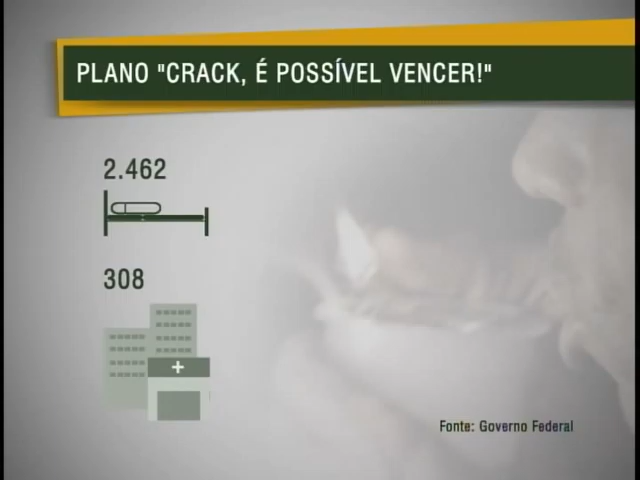 PLANO "CRACK, É POSSÍVEL VENCER!"
2.462
308
Fonte: Governo Federal